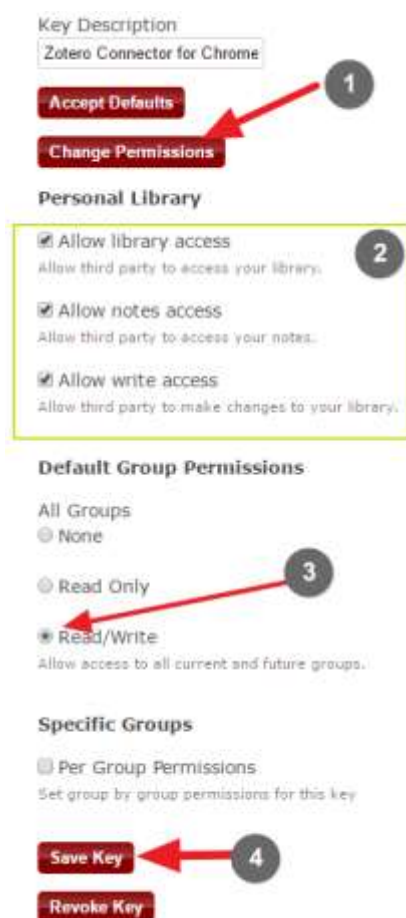 Key Description
Zotero Connector for Chrome
Accept Defaults
1
Change Permissions
Personal Library
Allow library access
2
Allow third party to access your library.
Allow notes access
Allow third party to access your notes.
Allow write access
Allow third party to make changes to your library.
Default Group Permissions
All Groups
None
3
Read Only
Read/Write
Allow access to all current and future groups.
Specific Groups
Per Group Permissions
Set group by group permissions for this key
Save Key
4
Revoke Key